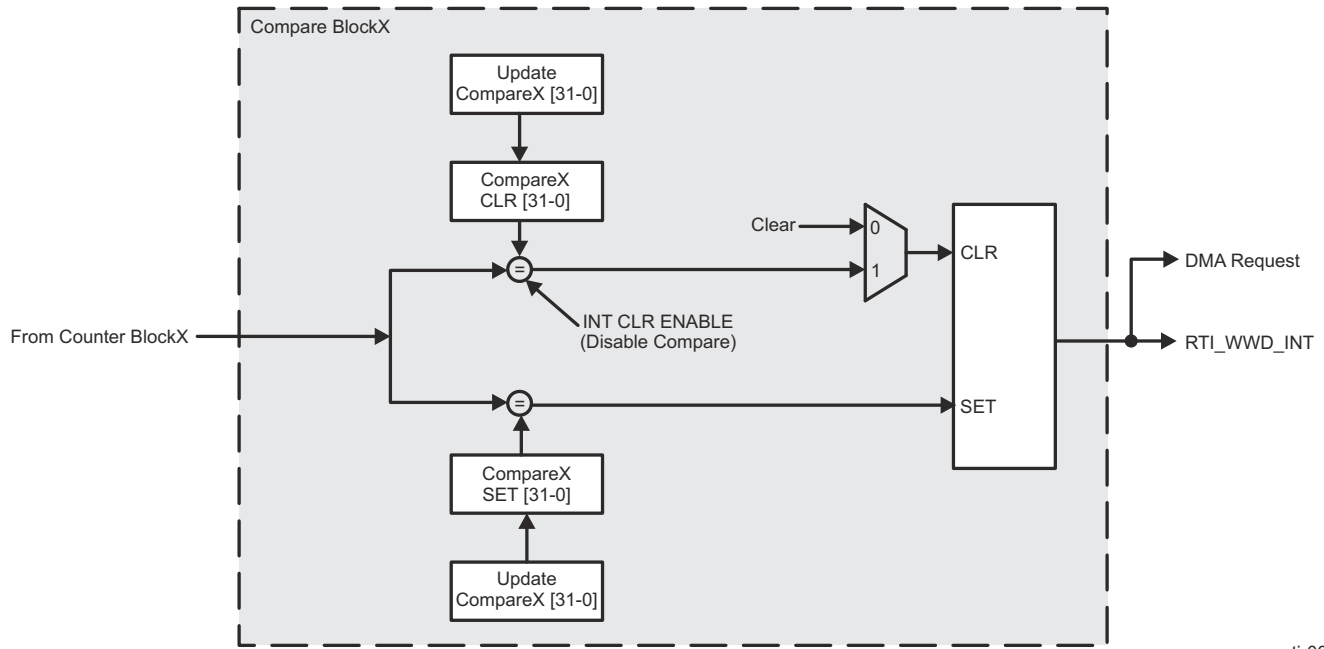 Compare BlockX
Update
CompareX [31-0]
CompareX
CLR [31-0]
Clear
0
1
CLR
DMA Request
=
INT CLR ENABLE
(Disable Compare)
From Counter BlockX
RTI_WWD_INT
=
SET
CompareX
SET [31-0]
Update
CompareX [31-0]